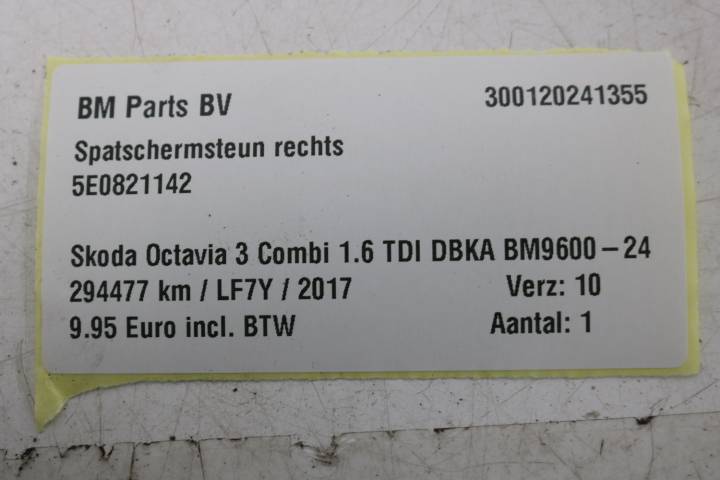 BM Parts BV 300120241355
Spatschermsteun rechts
5E0821142
Skoda Octavia 3 Combi 1.6 TDI DBKA BM9600-24
294477 km / LF7Y / 2017 Verz: 10
9.95 Euro incl. BTW Aantal: 1